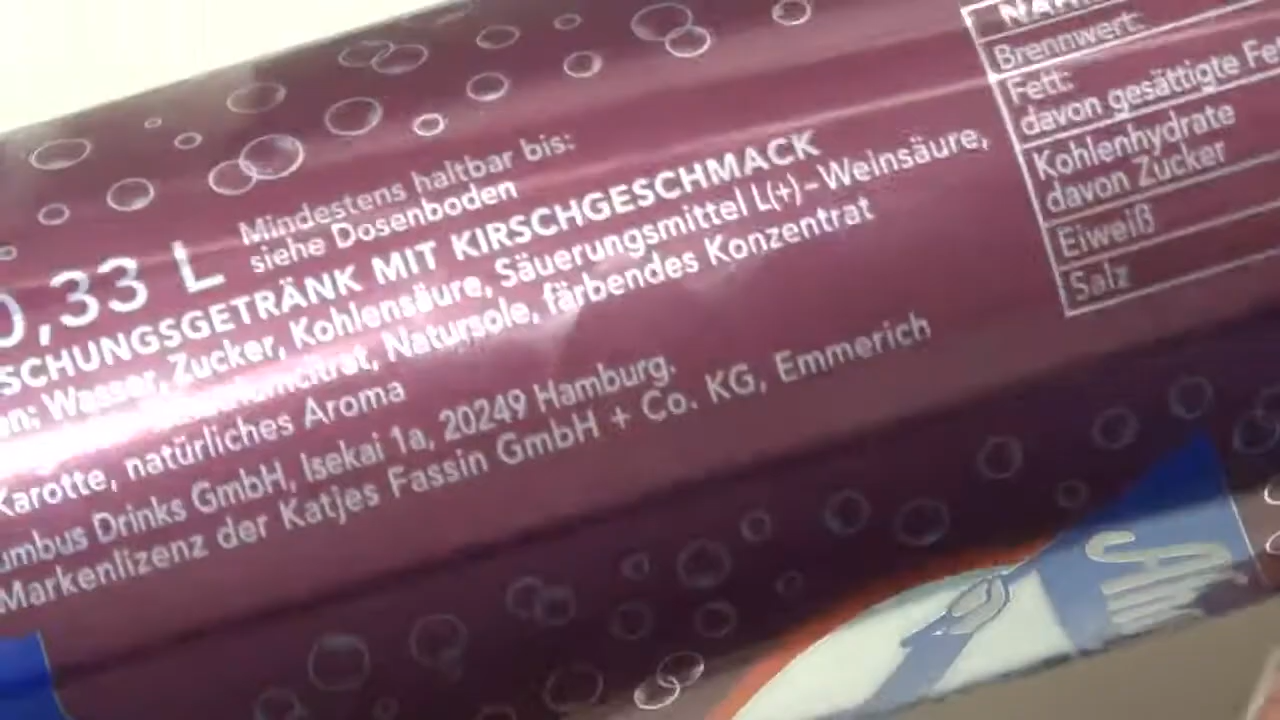 0,33 L
Mindestens haltbar bis:
siehe Dosenboden
SCHUNGSGETRÄNK MIT KIRSCHGESCHMACK
en: Wasser, Zucker, Kohlensäure, Säuerungsmittel L(+)-Weinsäure,
Natursole, färbendes Konzentrat
Karotte, natürliches Aroma
umbus Drinks GmbH, Isekai 1a, 20249 Hamburg.
Markenlizenz der Katjes Fassin GmbH + Co. KG, Emmerich
Brennwert:
Fett:
davon gesättigte Fe
Kohlenhydrate
davon Zucker
Eiweiß
Salz